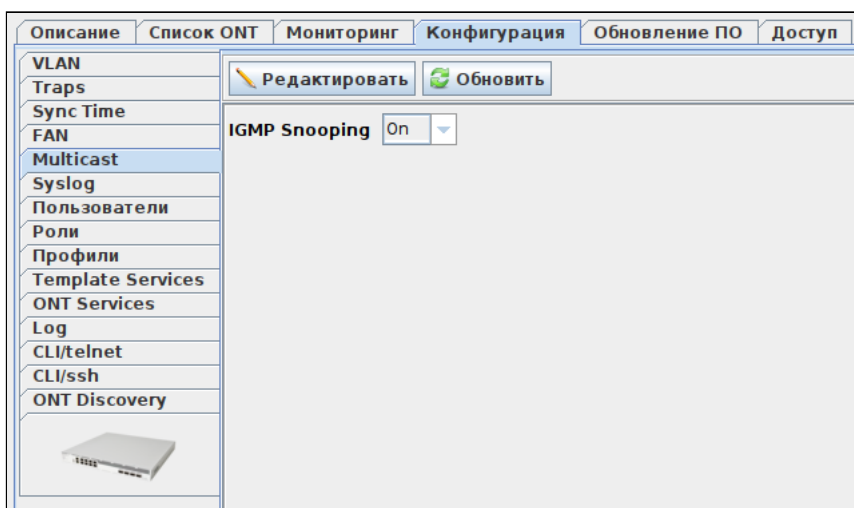 Описание Список ONT Мониторинг Конфигурация Обновление ПО Доступ
VLAN
Traps
Sync Time
FAN
Multicast
Syslog
Пользователи
Роли
Профили
Template Services
ONT Services
Log
CLI/telnet
CLI/ssh
ONT Discovery
Редактировать Обновить
IGMP Snooping On